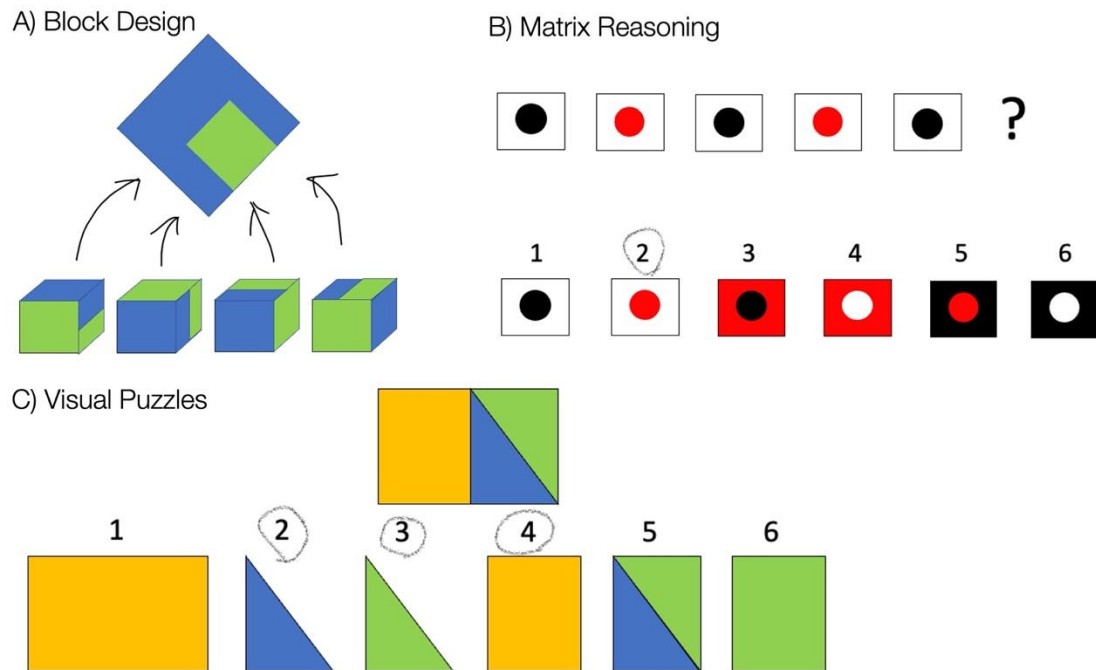 A) Block Design
B) Matrix Reasoning
?
1 2 3 4 5 6
C) Visual Puzzles
1 2 3 4 5 6